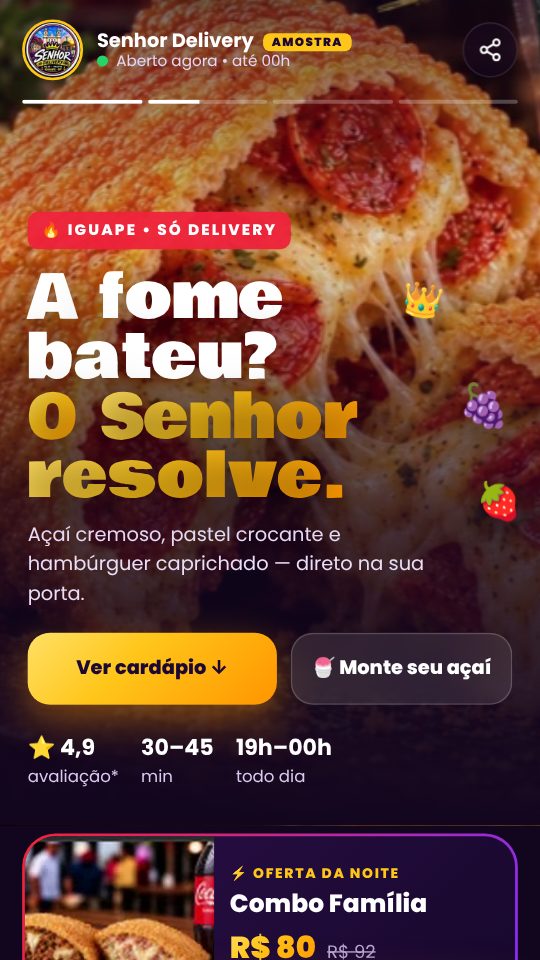 SENHOR
Senhor Delivery AMOSTRA
Aberto agora • até 00h
🔥 IGUAPE • SÓ DELIVERY
A fome
bateu?
O Senhor
resolve.
Açaí cremoso, pastel crocante e
hambúrguer caprichado — direto na sua
porta.
Ver cardápio ↓
🍧 Monte seu açaí
⭐ 4,9 30–45 19h–00h
avaliação* min todo dia
⚡ OFERTA DA NOITE
Combo Família
R$ 80 R$ 92